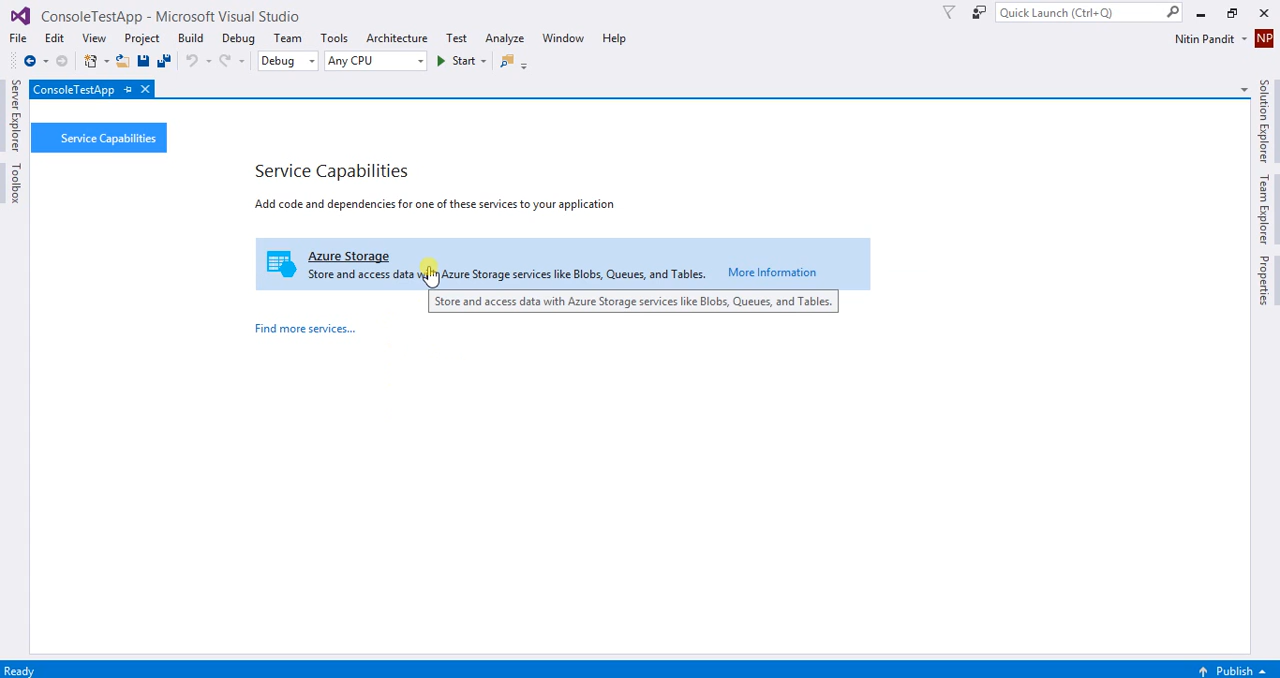 ConsoleTestApp - Microsoft Visual Studio
Quick Launch (Ctrl+Q)
File Edit View Project Build Debug Team Tools Architecture Test Analyze Window Help
Nitin Pandit NP
Debug Any CPU Start
ConsoleTestApp
Server Explorer
Toolbox
Service Capabilities
Service Capabilities
Add code and dependencies for one of these services to your application
Azure Storage
Store and access data Azure Storage services like Blobs, Queues, and Tables. More Information
Store and access data with Azure Storage services like Blobs, Queues, and Tables.
Find more services...
Solution Explorer
Team Explorer
Properties
Ready
Publish